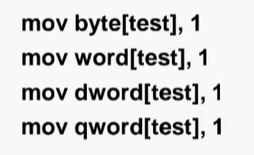 mov byte[test], 1
mov word[test], 1
mov dword[test], 1
mov qword[test], 1